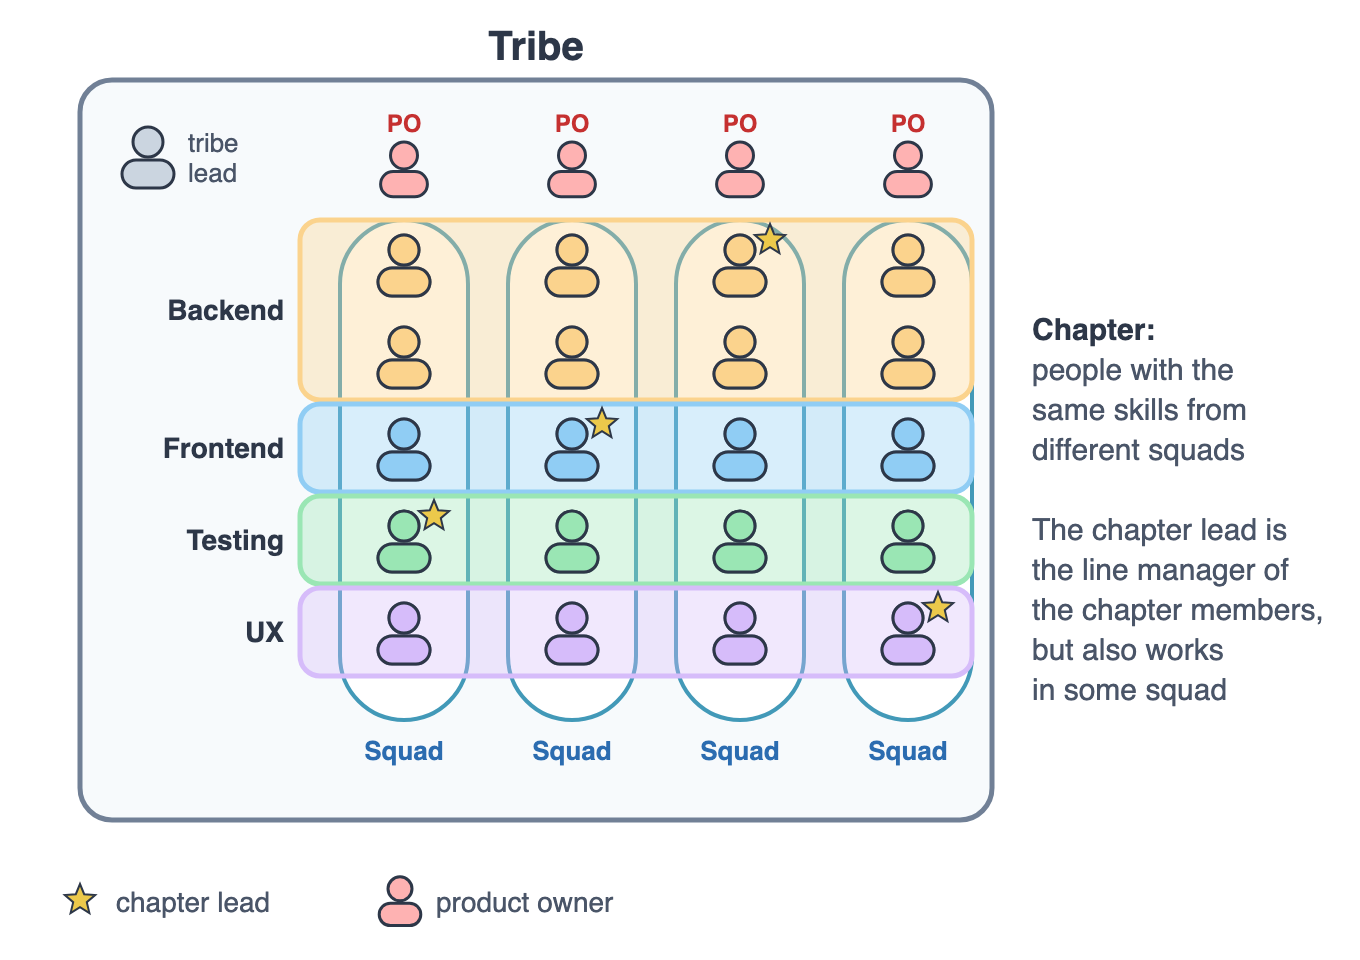 Tribe
tribe
lead
PO
PO
PO
PO
Backend
Frontend
Testing
UX
Squad
Squad
Squad
Squad
Chapter:
people with the
same skills from
different squads
The chapter lead is
the line manager of
the chapter members,
but also works
in some squad
chapter lead
product owner